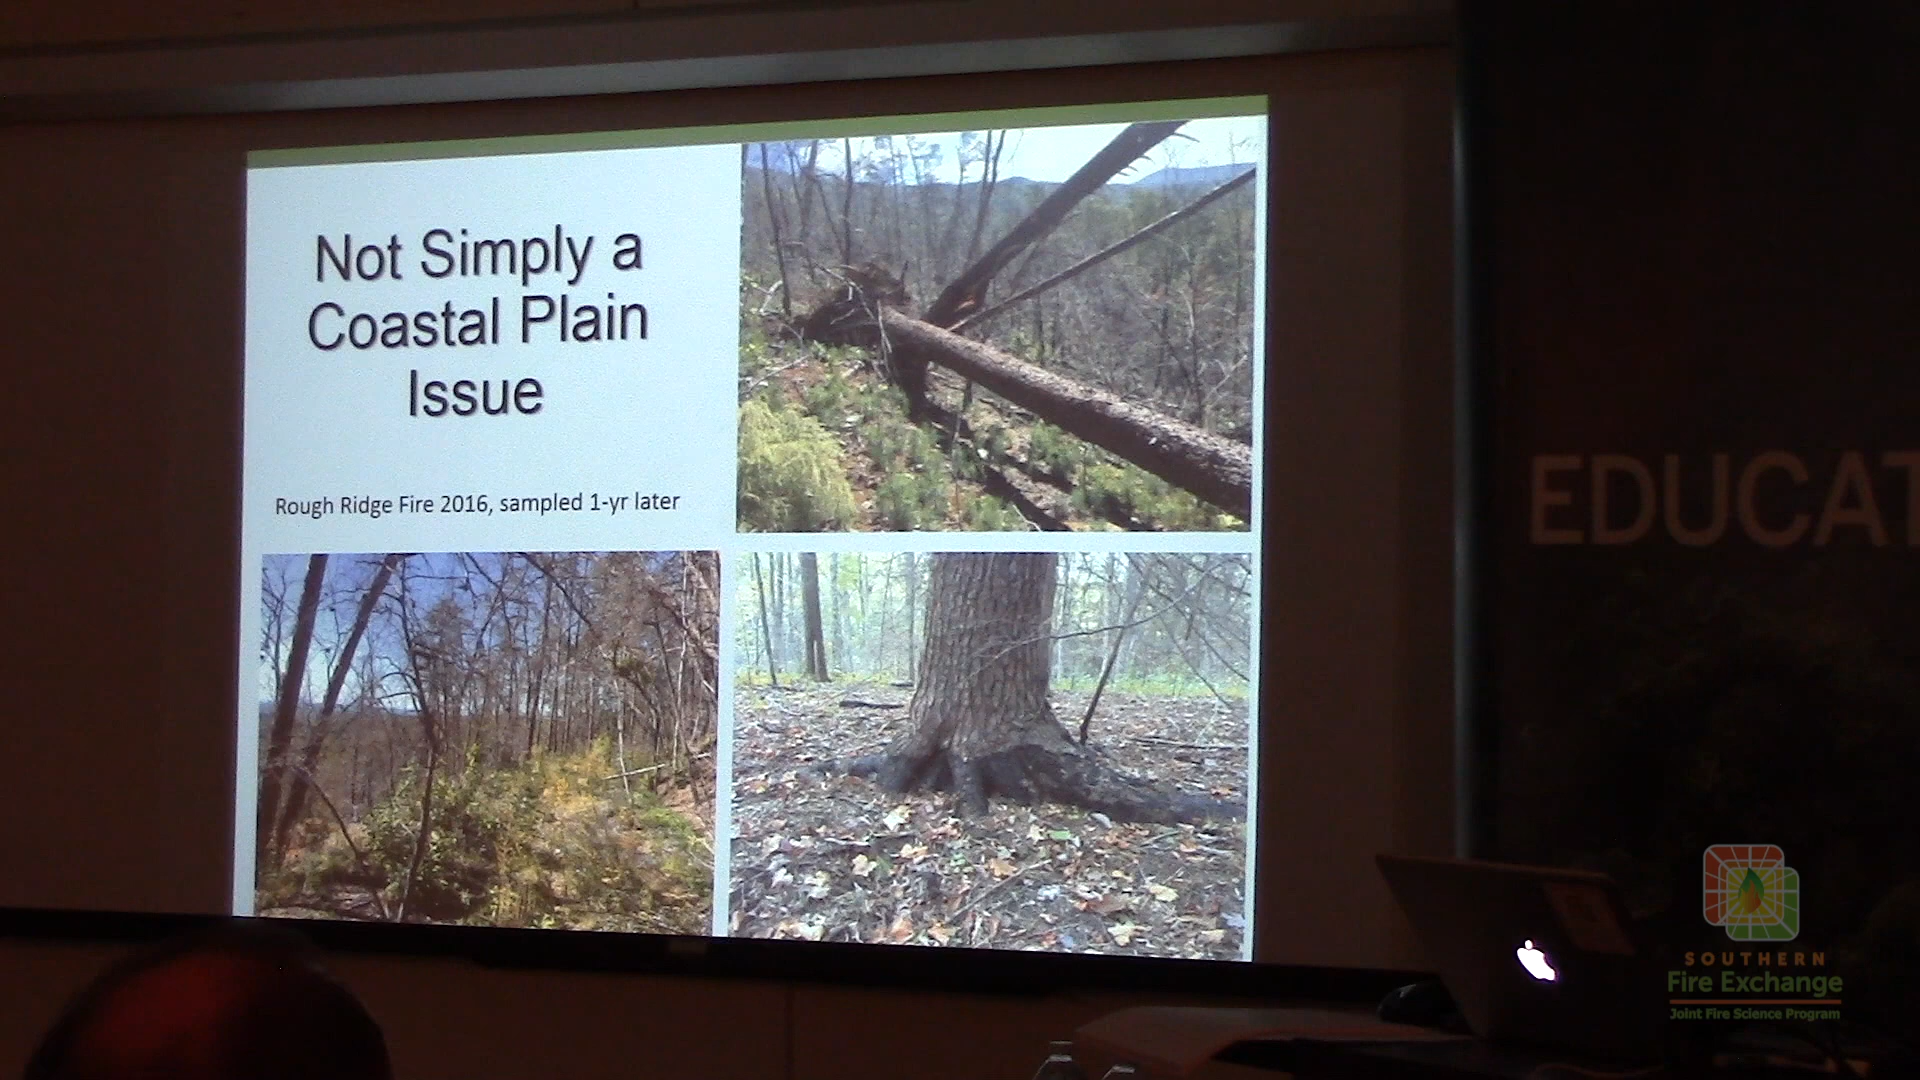 Not Simply a
Coastal Plain
Issue
Rough Ridge Fire 2016, sampled 1-yr later
EDUCAT
SOUTHERN
Fire Exchange
Joint Fire Science Program